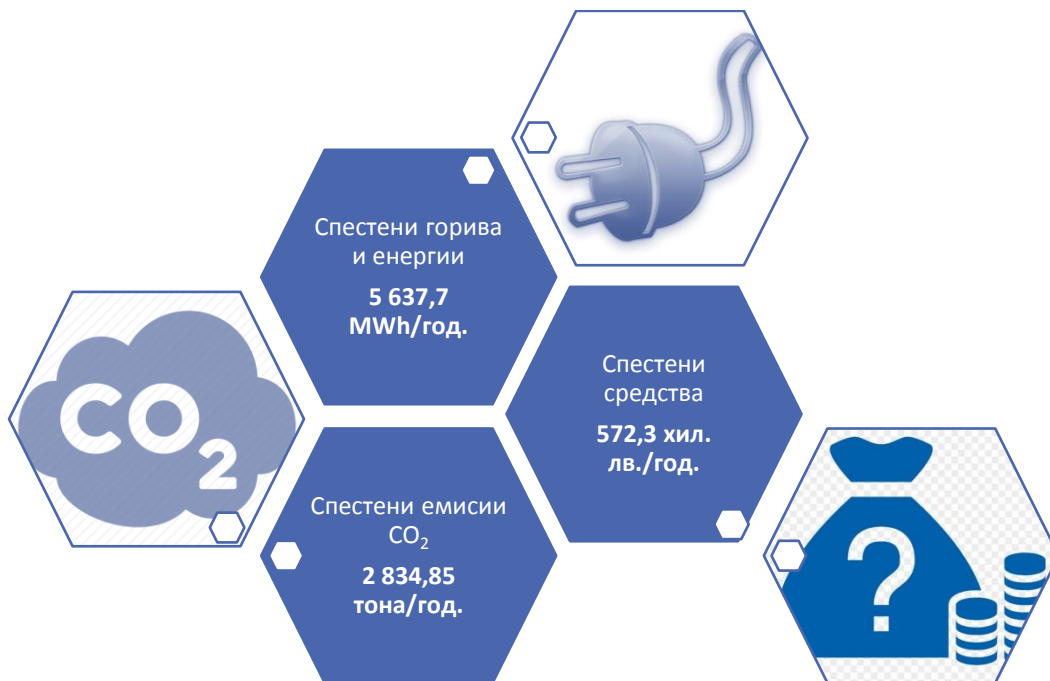 Спестени горива
и енергии
5 637,7
MWh/год.
Спестени
средства
572,3 хил.
лв./год.
CO2
Спестени емисии
CO2
2 834,85
тона/год.
?